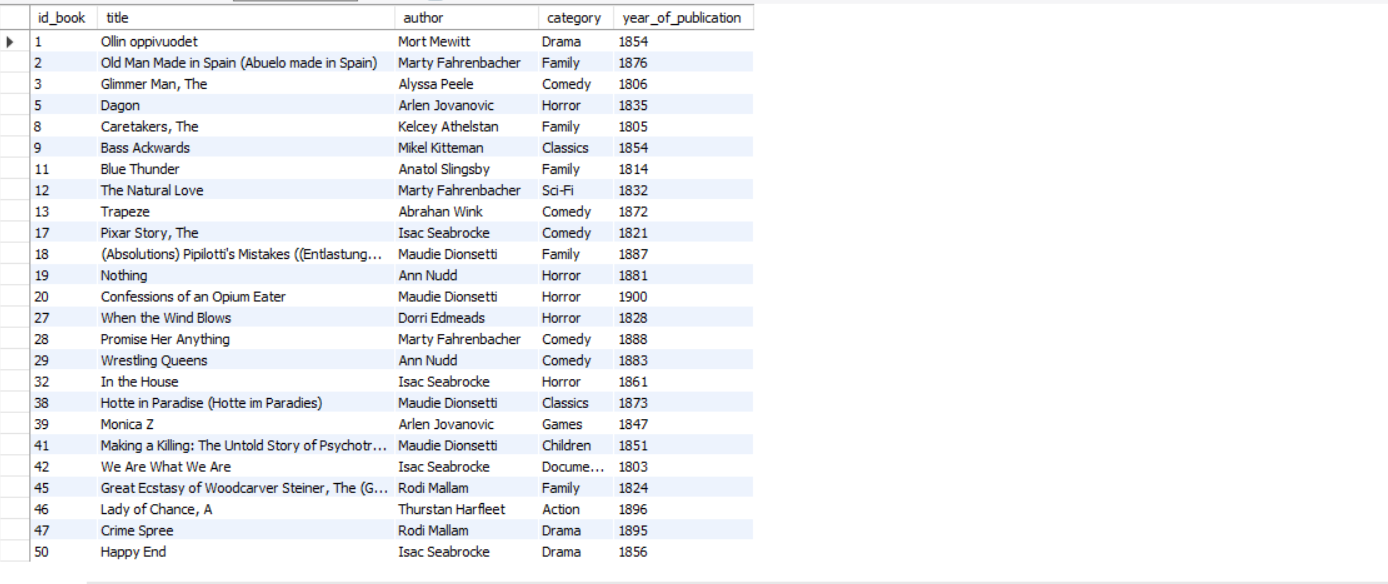 id_book title author category year_of_publication
1 Ollin oppivuodet Mort Mewitt Drama 1854
2 Old Man Made in Spain (Abuelo made in Spain) Marty Fahrenbacher Family 1876
3 Glimmer Man, The Alyssa Peele Comedy 1806
5 Dagon Arlen Jovanovic Horror 1835
8 Caretakers, The Kelcey Athelstan Family 1805
9 Bass Ackwards Mikel Kitteman Classics 1854
11 Blue Thunder Anatol Slingsby Family 1814
12 The Natural Love Marty Fahrenbacher Sci-Fi 1832
13 Trapeze Abrahan Wink Comedy 1872
17 Pixar Story, The Isac Seabrocke Comedy 1821
18 (Absolutions) Pipilotti's Mistakes ((Entlastung... Maudie Dionsetti Family 1887
19 Nothing Ann Nudd Horror 1881
20 Confessions of an Opium Eater Maudie Dionsetti Horror 1900
27 When the Wind Blows Dorri Edmeads Horror 1828
28 Promise Her Anything Marty Fahrenbacher Comedy 1888
29 Wrestling Queens Ann Nudd Comedy 1883
32 In the House Isac Seabrocke Horror 1861
38 Hotte in Paradise (Hotte im Paradies) Maudie Dionsetti Classics 1873
39 Monica Z Arlen Jovanovic Games 1847
41 Making a Killing: The Untold Story of Psychotr... Maudie Dionsetti Children 1851
42 We Are What We Are Isac Seabrocke Docume... 1803
45 Great Ecstasy of Woodcarver Steiner, The (G... Rodi Mallam Family 1824
46 Lady of Chance, A Thurstan Harfleet Action 1896
47 Crime Spree Rodi Mallam Drama 1895
50 Happy End Isac Seabrocke Drama 1856